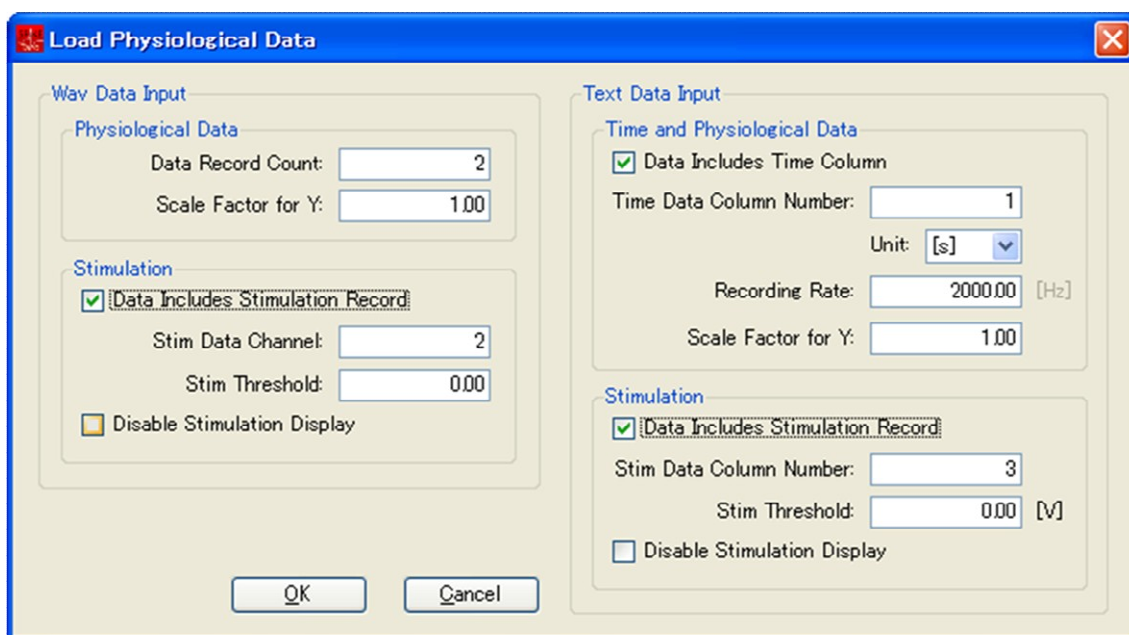 Load Physiological Data
Wav Data Input
Physiological Data
Data Record Count: 2
Scale Factor for Y: 1.00
Stimulation
Data Includes Stimulation Record
Stim Data Channel: 2
Stim Threshold: 0.00
Disable Stimulation Display
OK
Cancel
Text Data Input
Time and Physiological Data
Data Includes Time Column
Time Data Column Number: 1
Unit: [s]
Recording Rate: 2000.00 [Hz]
Scale Factor for Y: 1.00
Stimulation
Data Includes Stimulation Record
Stim Data Column Number: 3
Stim Threshold: 0.00 [V]
Disable Stimulation Display